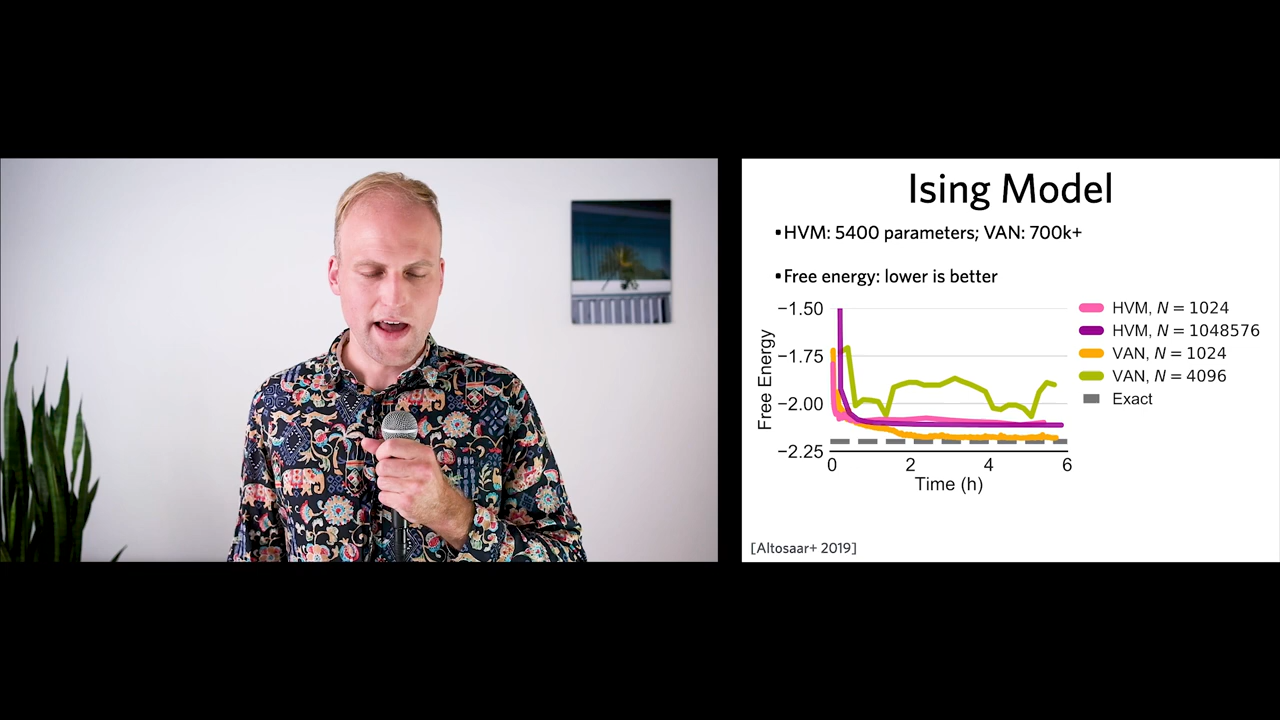 Ising Model
▪HVM: 5400 parameters; VAN: 700k+
▪Free energy: lower is better
Free Energy
−1.50
−1.75
−2.00
−2.25
0 2 4 6
Time (h)
HVM, N = 1024
HVM, N = 1048576
VAN, N = 1024
VAN, N = 4096
Exact
[Altosaar+ 2019]